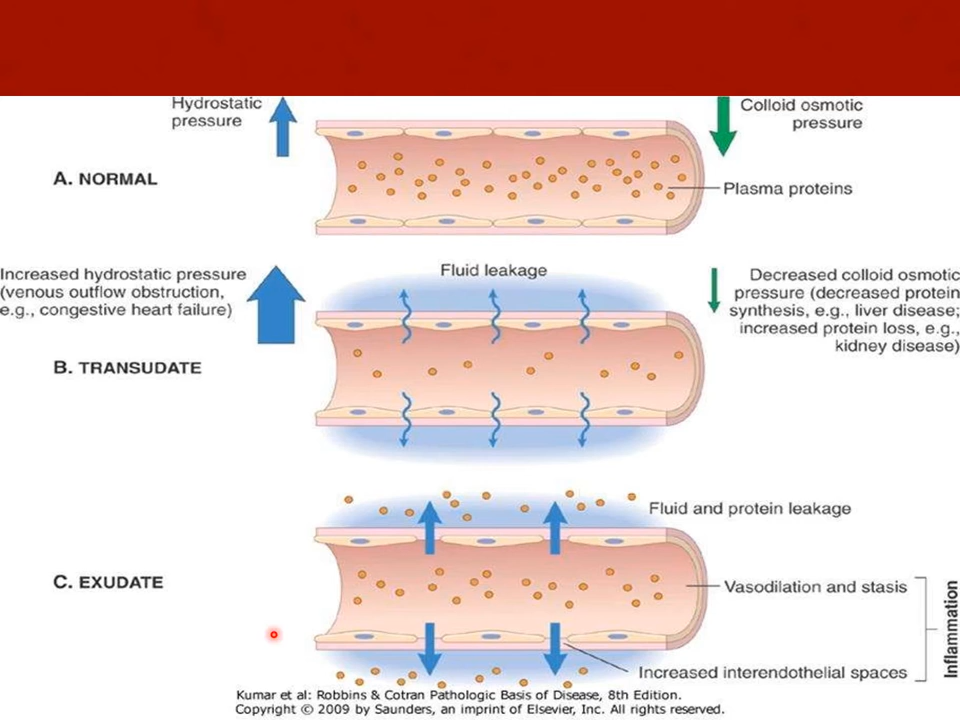 Hydrostatic
pressure
Colloid osmotic
pressure
A. NORMAL
Plasma proteins
Increased hydrostatic pressure
(venous outflow obstruction,
e.g., congestive heart failure)
Fluid leakage
Decreased colloid osmotic
pressure (decreased protein
synthesis, e.g., liver disease;
increased protein loss, e.g.,
kidney disease)
B. TRANSUDATE
Fluid and protein leakage
C. EXUDATE
Vasodilation and stasis
Inflammation
Increased interendothelial spaces
Kumar et al: Robbins & Cotran Pathologic Basis of Disease, 8th Edition.
Copyright © 2009 by Saunders, an imprint of Elsevier, Inc. All rights reserved.